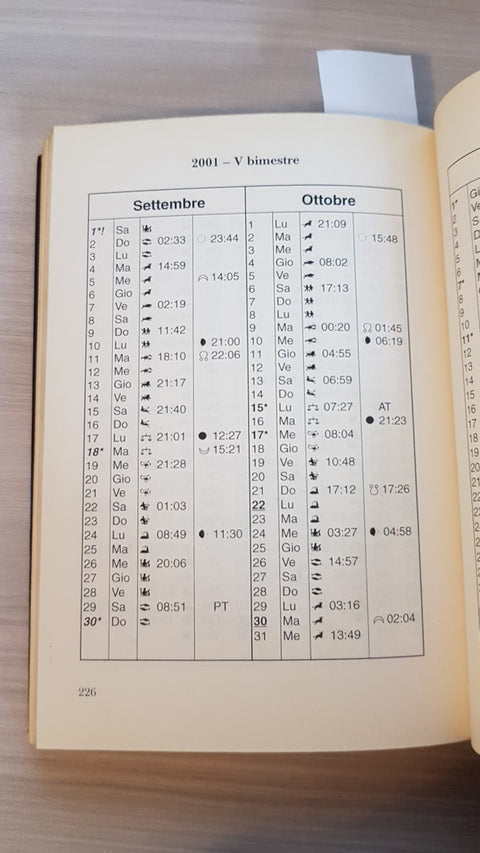 2001 – V bimestre
Settembre
1*! Sa
2 Do 02:33 23:44
3 Lu
4 Ma 14:59
5 Me 14:05
6 Gio
7 Ve 02:19
8 Sa
9 Do 11:42
10 Lu 21:00
11 Ma 18:10 ☊ 22:06
12 Me
13 Gio 21:17
14 Ve
15 Sa 21:40
16 Do
17 Lu 21:01 12:27
18* Ma 15:21
19 Me 21:28
20 Gio
21 Ve
22 Sa 01:03
23 Do
24 Lu 08:49 11:30
25 Ma
26 Me 20:06
27 Gio
28 Ve
29 Sa 08:51 PT
30* Do
Ottobre
1 Lu 21:09
2 Ma 15:48
3 Me
4 Gio 08:02
5 Ve
6 Sa 17:13
7 Do
8 Lu
9 Ma 00:20 ☊ 01:45
10 Me 06:19
11 Gio 04:55
12 Ve
13 Sa 06:59
14 Do
15* Lu 07:27 AT
16 Ma 21:23
17* Me 08:04
18 Gio
19 Ve 10:48
20 Sa
21 Do 17:12 ☋ 17:26
22 Lu
23 Ma
24 Me 03:27 04:58
25 Gio
26 Ve 14:57
27 Sa
28 Do
29 Lu 03:16
30 Ma 02:04
31 Me 13:49
226